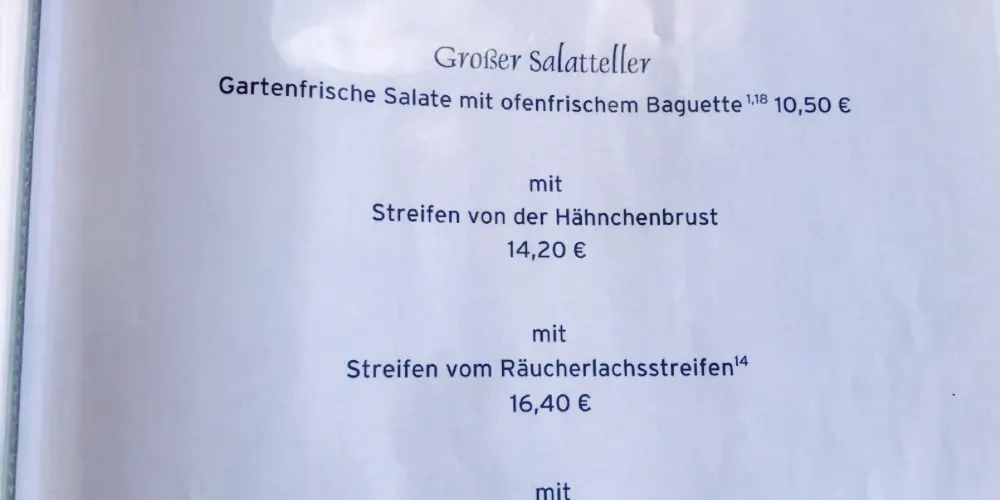 Großer Salatteller
Gartenfrische Salate mit ofenfrischem Baguette¹,¹⁸ 10,50 €
mit
Streifen von der Hähnchenbrust
14,20 €
mit
Streifen vom Räucherlachsstreifen¹⁴
16,40 €
mit